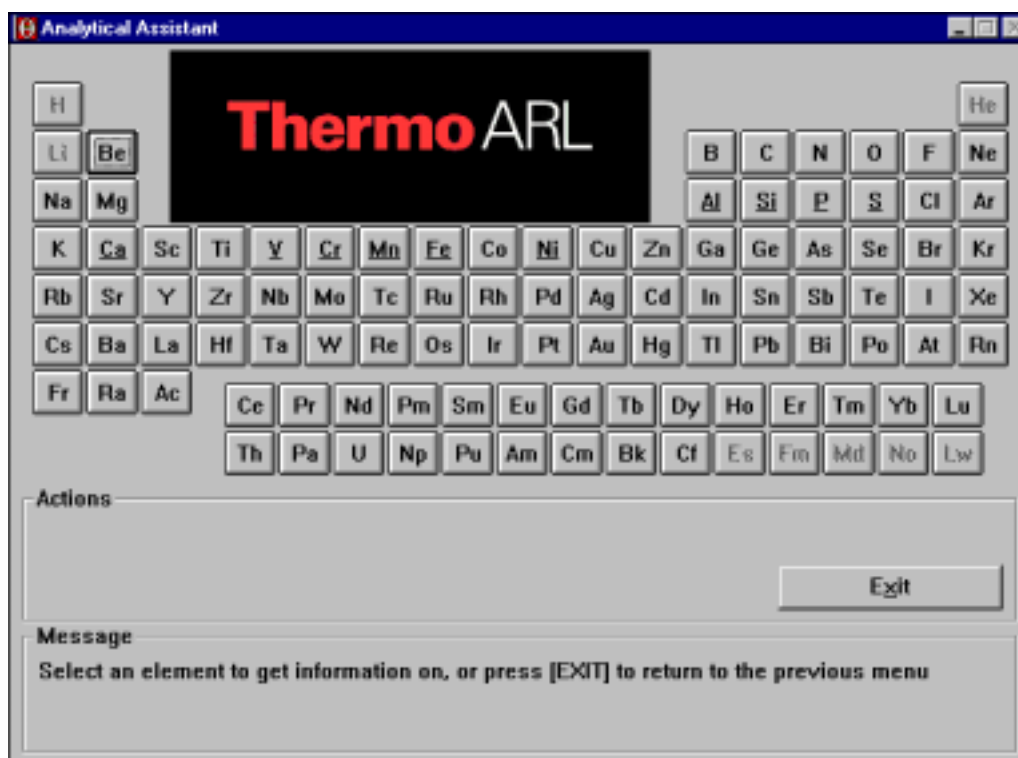 Analytical Assistant
Thermo ARL
H He
Li Be B C N O F Ne
Na Mg Al Si P S Cl Ar
K Ca Sc Ti V Cr Mn Fe Co Ni Cu Zn Ga Ge As Se Br Kr
Rb Sr Y Zr Nb Mo Tc Ru Rh Pd Ag Cd In Sn Sb Te I Xe
Cs Ba La Hf Ta W Re Os Ir Pt Au Hg Tl Pb Bi Po At Rn
Fr Ra Ac
Ce Pr Nd Pm Sm Eu Gd Tb Dy Ho Er Tm Yb Lu
Th Pa U Np Pu Am Cm Bk Cf Es Fm Md No Lw
Actions
Exit
Message
Select an element to get information on, or press [EXIT] to return to the previous menu